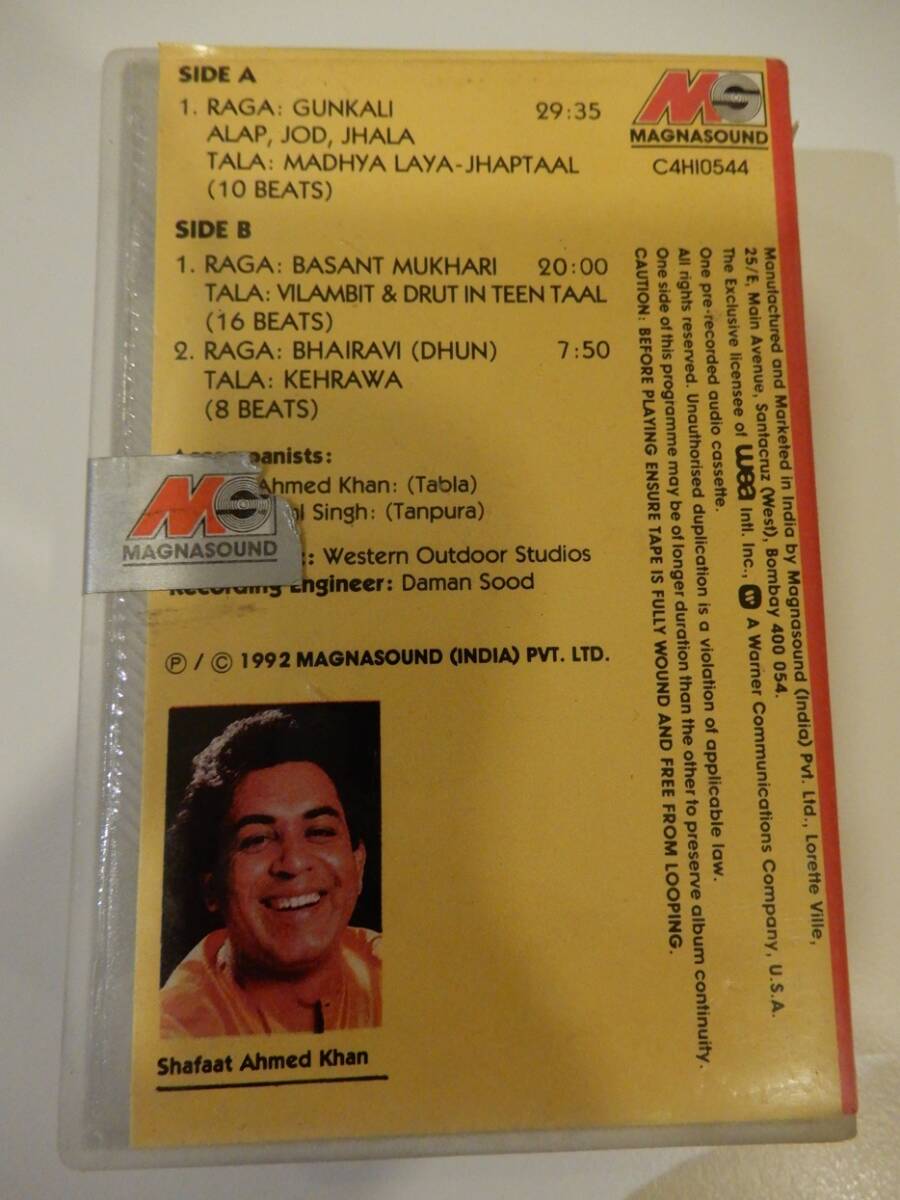 SIDE A
1. RAGA: GUNKALI 29:35
ALAP, JOD, JHALA
TALA: MADHYA LAYA-JHAPTAAL
(10 BEATS)
SIDE B
1. RAGA: BASANT MUKHARI 20:00
TALA: VILAMBIT & DRUT IN TEEN TAAL
(16 BEATS)
2. RAGA: BHAIRAVI (DHUN) 7:50
TALA: KEHRAWA
(8 BEATS)
Ahmed Khan: (Tabla)
Singh: (Tanpura)
Western Outdoor Studios
Recording Engineer: Daman Sood
Ⓟ / © 1992 MAGNASOUND (INDIA) PVT. LTD.
Shafaat Ahmed Khan
MAGNASOUND
MAGNASOUND
C4HI0544
Manufactured and Marketed in India by Magnasound (India) Pvt. Ltd., Lorette Ville,
25/E, Main Avenue, Santacruz (West), Bombay 400 054.
The Exclusive licensee of wea Intl. Inc., A Warner Communications Company, U.S.A.
One pre-recorded audio cassette.
All rights reserved. Unauthorised duplication is a violation of applicable law.
One side of this programme may be of longer duration than the other to preserve album continuity.
CAUTION: BEFORE PLAYING ENSURE TAPE IS FULLY WOUND AND FREE FROM LOOPING.